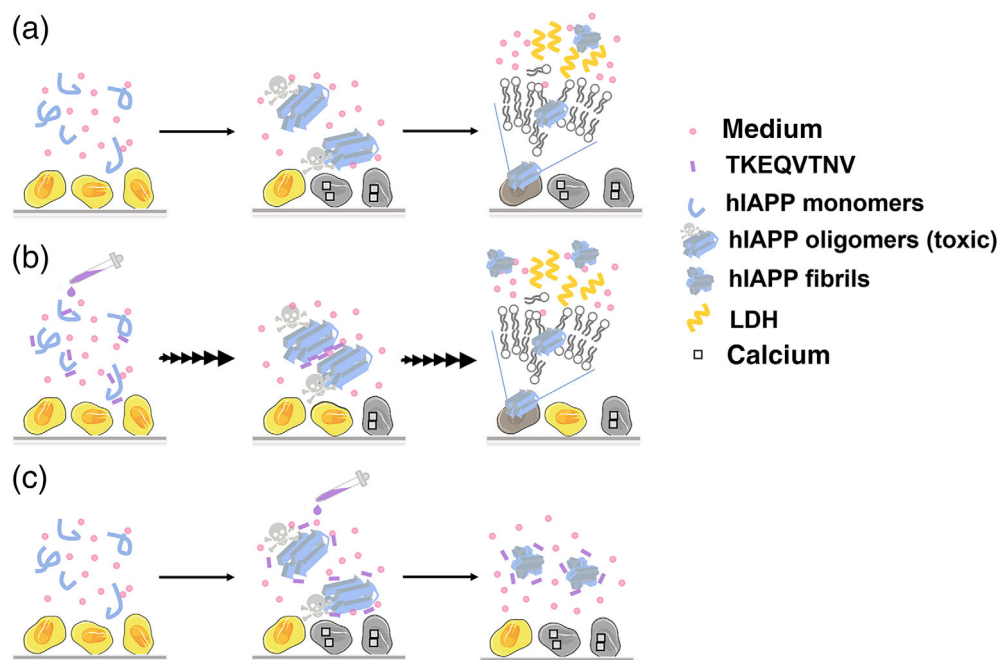 (a)
(b)
(c)
Medium
TKEQVTNV
hIAPP monomers
hIAPP oligomers (toxic)
hIAPP fibrils
LDH
Calcium